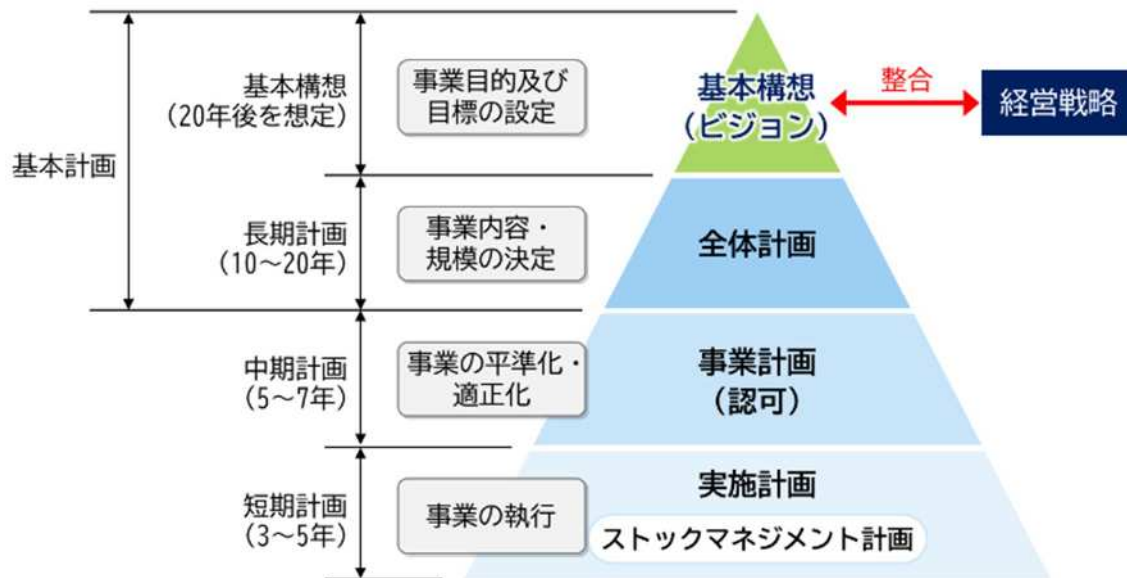 基本計画
基本構想
(20年後を想定)
事業目的及び
目標の設定
基本構想
(ビジョン)
整合
経営戦略
長期計画
(10～20年)
事業内容・
規模の決定
全体計画
中期計画
(5～7年)
事業の平準化・
適正化
事業計画
(認可)
短期計画
(3～5年)
事業の執行
実施計画
ストックマネジメント計画